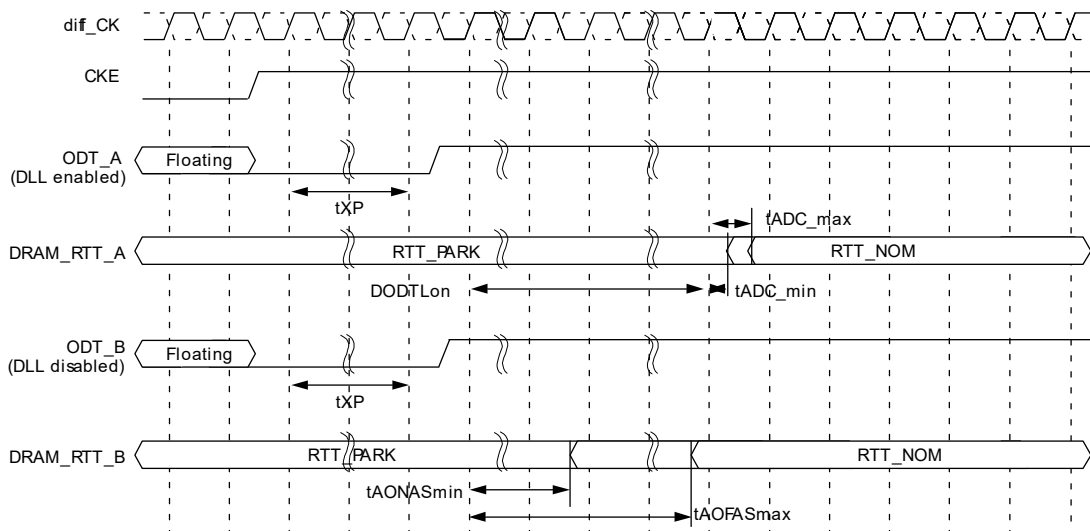 diff_CK
CKE
ODT_A
(DLL enabled)
Floating
tXP
tADC_max
DRAM_RTT_A
RTT_PARK
RTT_NOM
DODTLon
tADC_min
ODT_B
(DLL disabled)
Floating
tXP
DRAM_RTT_B
RTT_PARK
RTT_NOM
tAONASmin
tAOFASmax